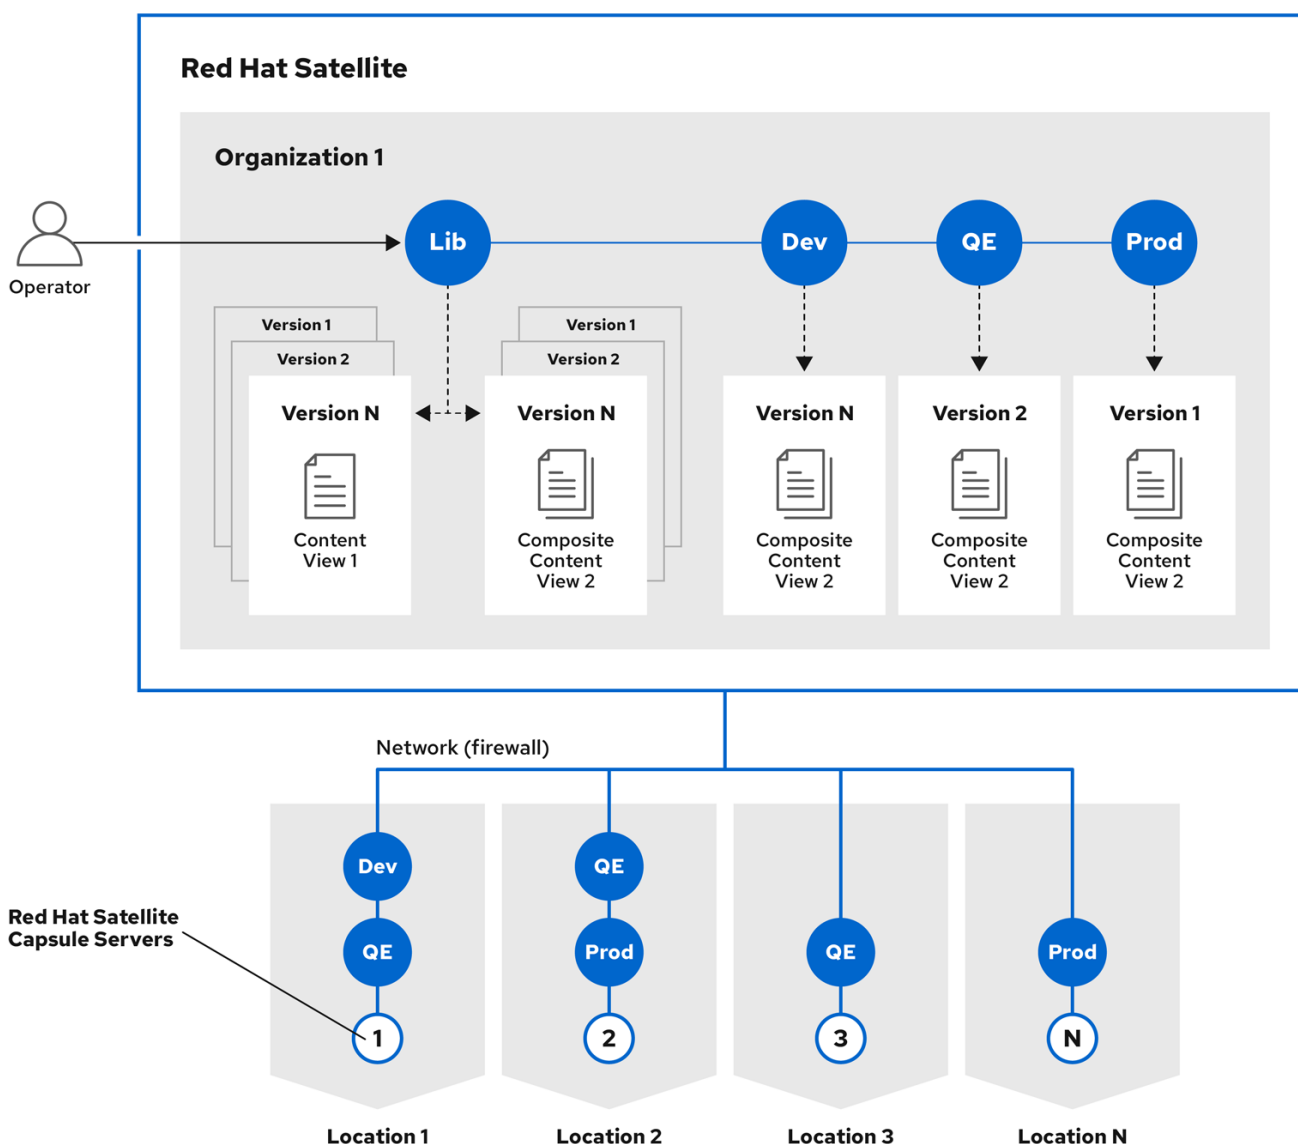 Red Hat Satellite
Organization 1
Operator
Lib
Dev
QE
Prod
Version 1
Version 2
Version N
Content
View 1
Version 1
Version 2
Version N
Composite
Content
View 2
Version N
Composite
Content
View 2
Version 2
Composite
Content
View 2
Version 1
Composite
Content
View 2
Network (firewall)
Red Hat Satellite
Capsule Servers
Dev
QE
1
Location 1
QE
Prod
2
Location 2
QE
3
Location 3
Prod
N
Location N